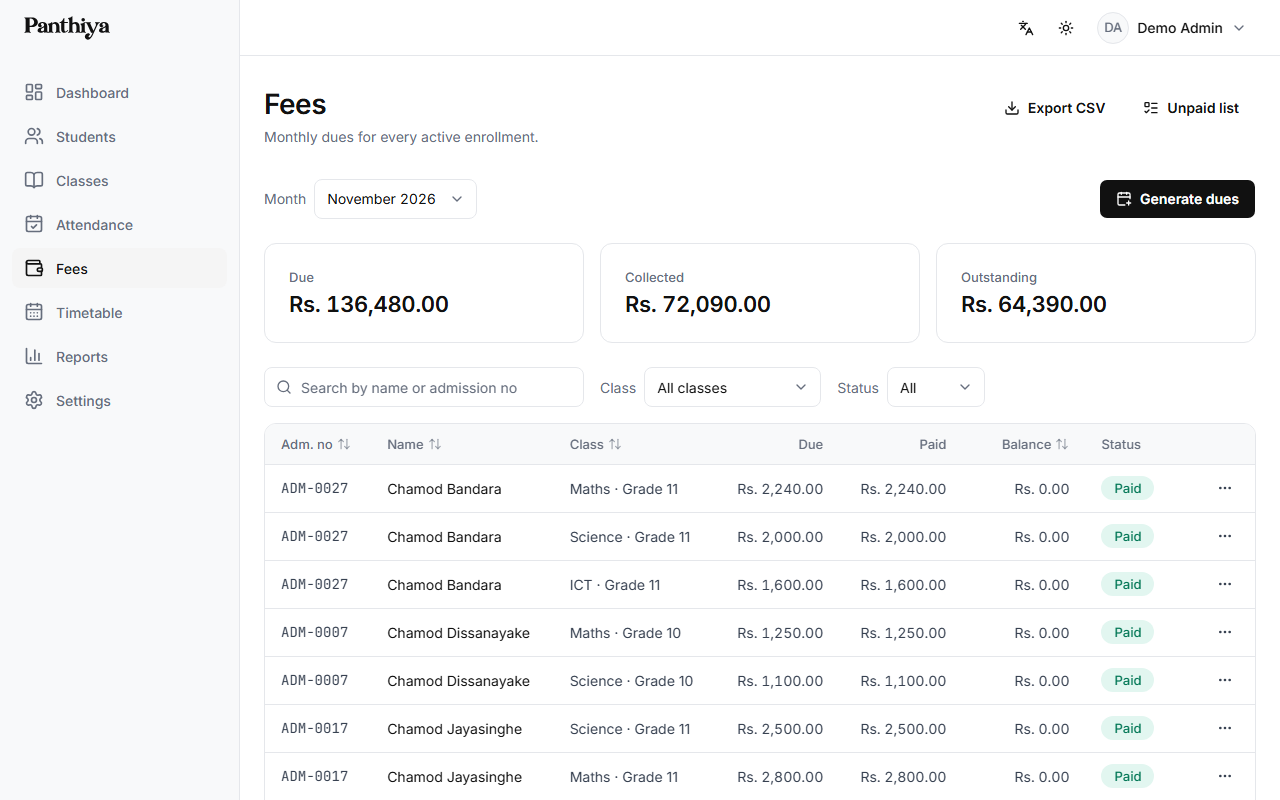 Panthiya
DA Demo Admin
Dashboard
Students
Classes
Attendance
Fees
Timetable
Reports
Settings
Fees
Monthly dues for every active enrollment.
Export CSV
Unpaid list
Month November 2026
Generate dues
Due
Rs. 136,480.00
Collected
Rs. 72,090.00
Outstanding
Rs. 64,390.00
Search by name or admission no
Class All classes
Status All
Adm. no Name Class Due Paid Balance Status
ADM-0027 Chamod Bandara Maths · Grade 11 Rs. 2,240.00 Rs. 2,240.00 Rs. 0.00 Paid
ADM-0027 Chamod Bandara Science · Grade 11 Rs. 2,000.00 Rs. 2,000.00 Rs. 0.00 Paid
ADM-0027 Chamod Bandara ICT · Grade 11 Rs. 1,600.00 Rs. 1,600.00 Rs. 0.00 Paid
ADM-0007 Chamod Dissanayake Maths · Grade 10 Rs. 1,250.00 Rs. 1,250.00 Rs. 0.00 Paid
ADM-0007 Chamod Dissanayake Science · Grade 10 Rs. 1,100.00 Rs. 1,100.00 Rs. 0.00 Paid
ADM-0017 Chamod Jayasinghe Science · Grade 11 Rs. 2,500.00 Rs. 2,500.00 Rs. 0.00 Paid
ADM-0017 Chamod Jayasinghe Maths · Grade 11 Rs. 2,800.00 Rs. 2,800.00 Rs. 0.00 Paid